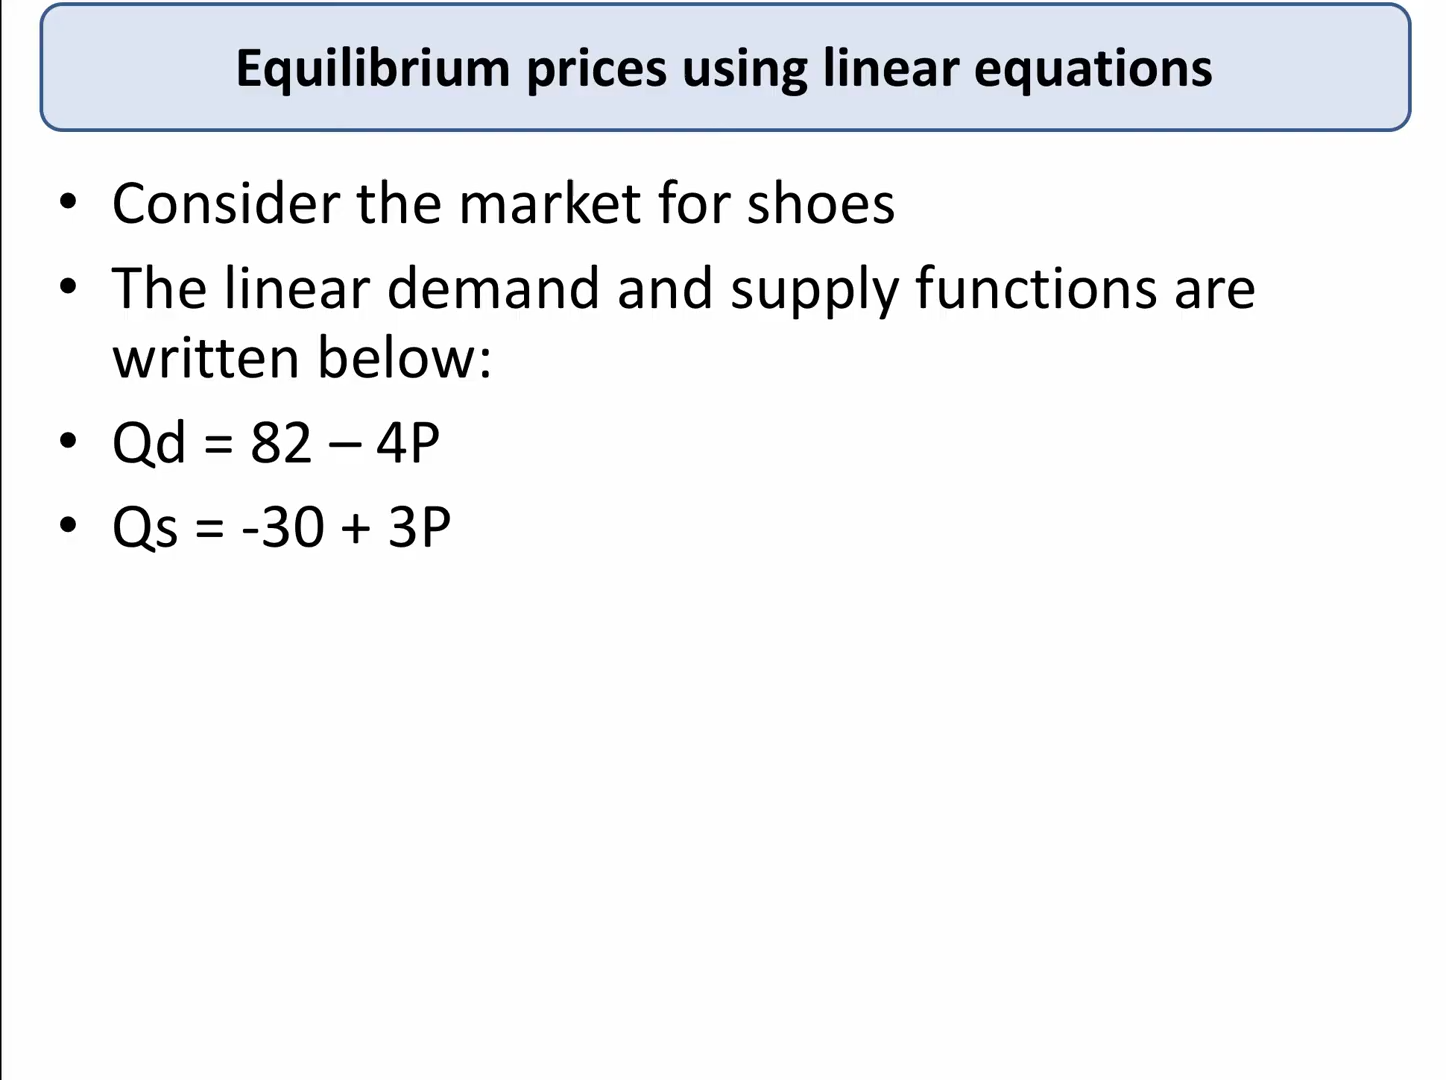 Equilibrium prices using linear equations
• Consider the market for shoes
• The linear demand and supply functions are
written below:
• Qd = 82 – 4P
• Qs = -30 + 3P